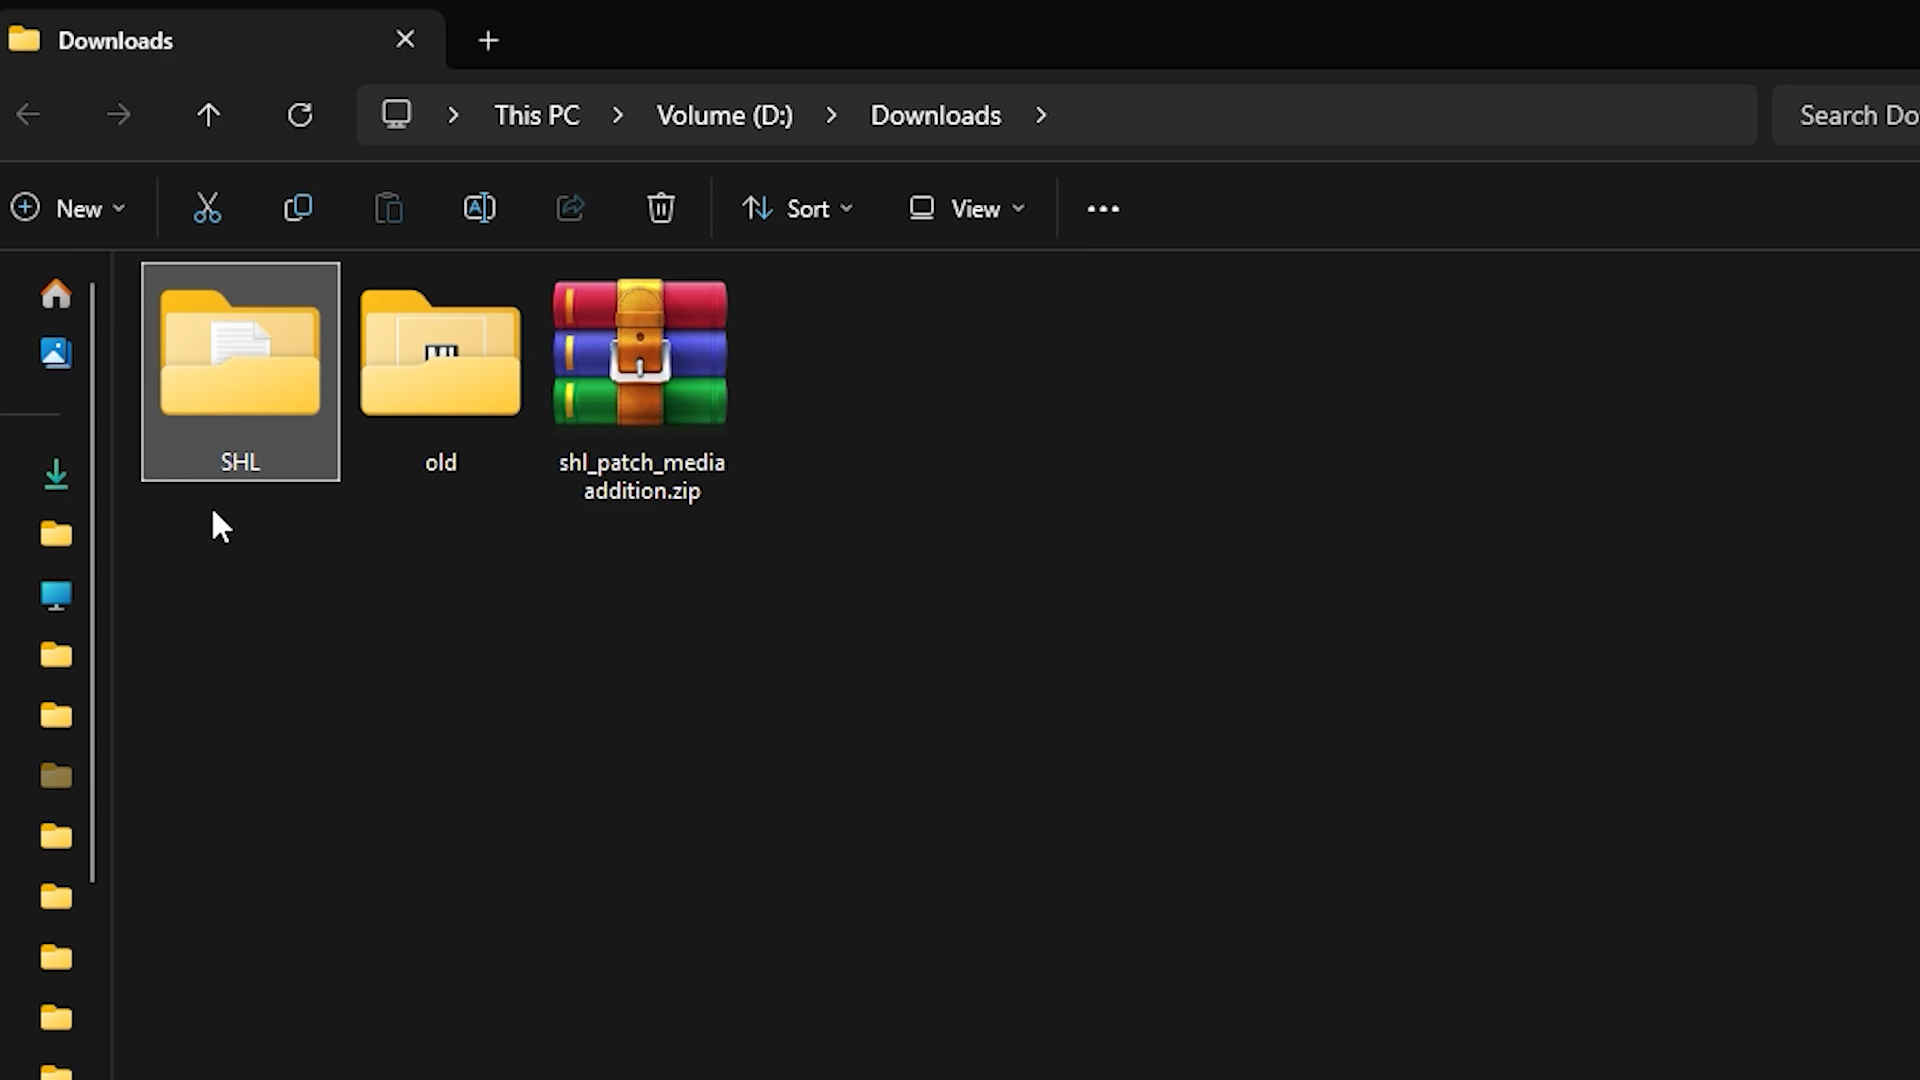 Downloads
This PC > Volume (D:) > Downloads >
Search Do
New
Sort
View
SHL
old
shl_patch_media
addition.zip